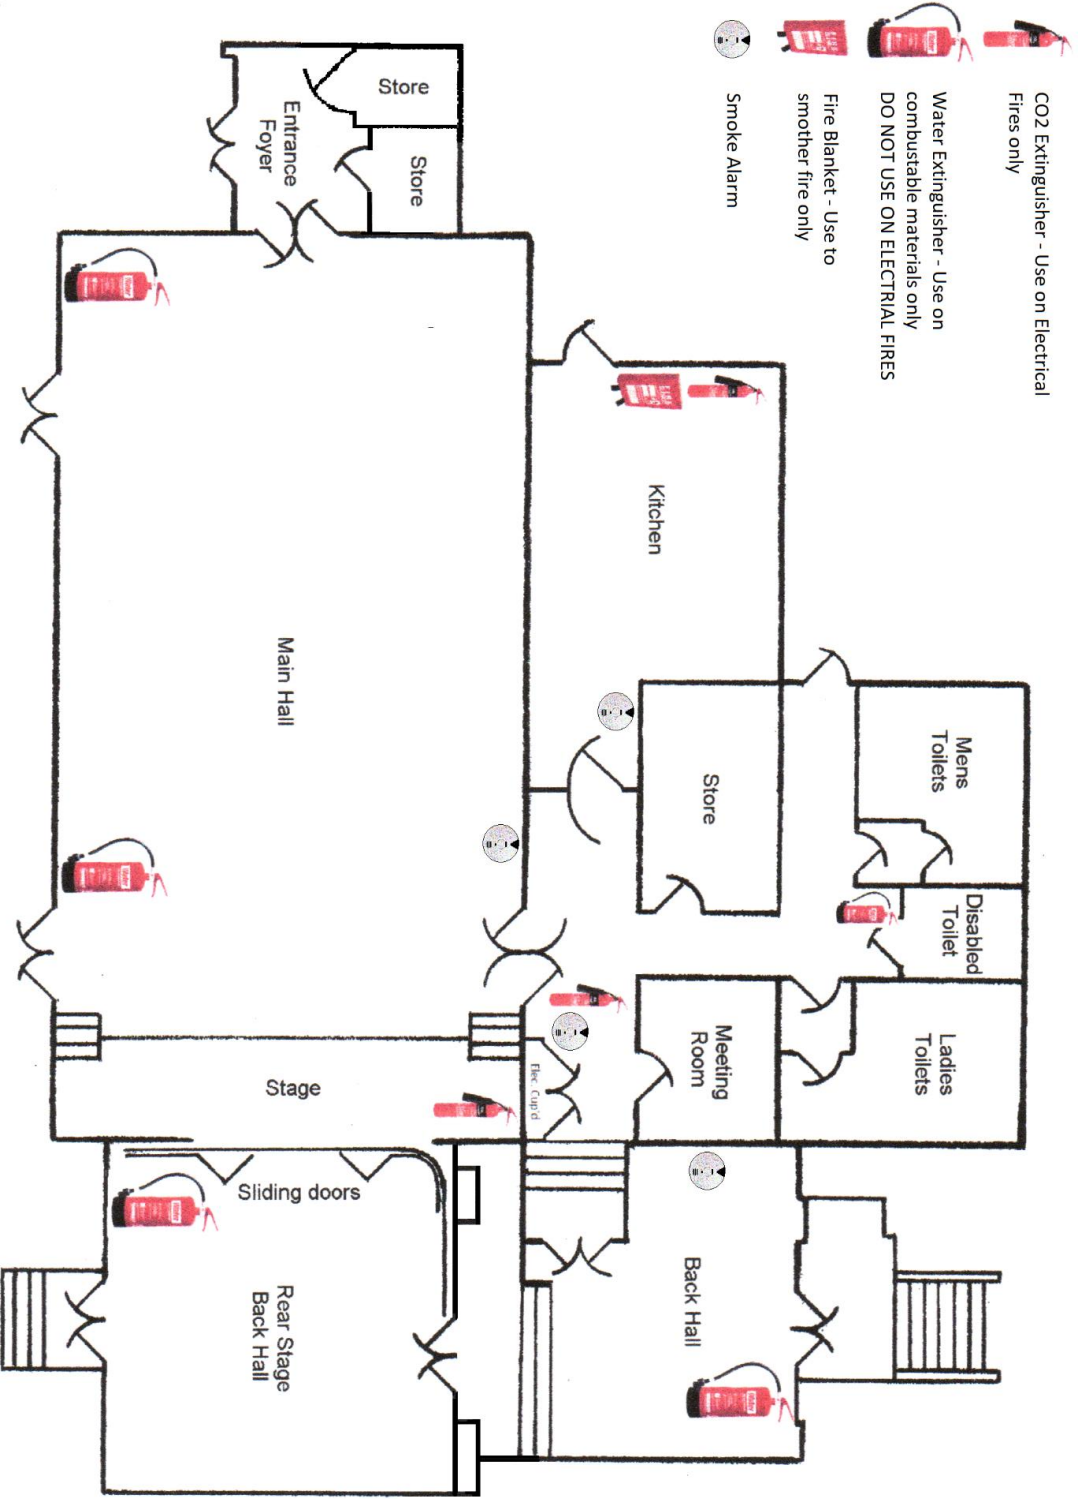 CO2 Extinguisher - Use on Electrical
Fires only
Water Extinguisher - Use on
combustable materials only
DO NOT USE ON ELECTRIAL FIRES
Fire Blanket - Use to
smother fire only
Smoke Alarm
Store
Store
Entrance
Foyer
Kitchen
Main Hall
Mens
Toilets
Store
Disabled
Toilet
Ladies
Toilets
Meeting
Room
Elec. Cup'd
Stage
Sliding doors
Back Hall
Rear Stage
Back Hall